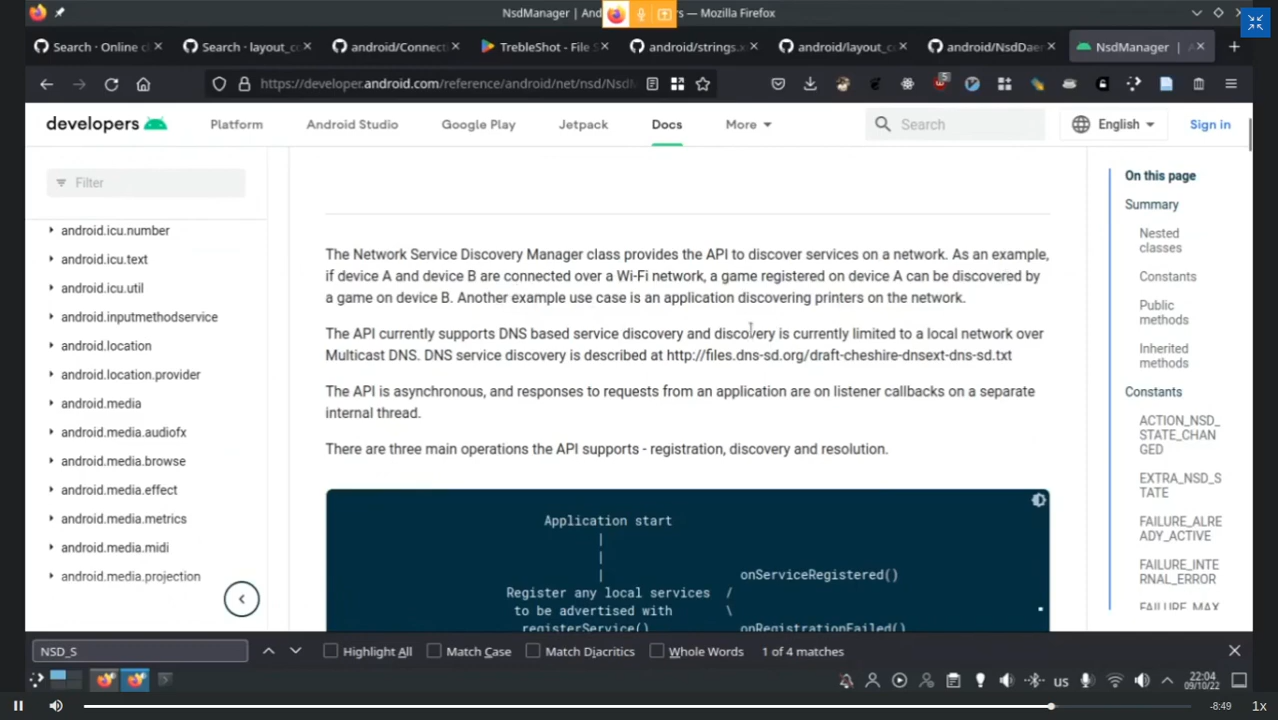 NsdManager | And
rs — Mozilla Firefox
Search · Online c
Search · layout_c
android/Connecti
TrebleShot - File S
android/strings.x
android/layout_c
android/NsdDaer
NsdManager | A
https://developer.android.com/reference/android/net/nsd/NsdM
5
developers
Platform
Android Studio
Google Play
Jetpack
Docs
More
Search
English
Sign in
Filter
android.icu.number
android.icu.text
android.icu.util
android.inputmethodservice
android.location
android.location.provider
android.media
android.media.audiofx
android.media.browse
android.media.effect
android.media.metrics
android.media.midi
android.media.projection
The Network Service Discovery Manager class provides the API to discover services on a network. As an example,
if device A and device B are connected over a Wi-Fi network, a game registered on device A can be discovered by
a game on device B. Another example use case is an application discovering printers on the network.
The API currently supports DNS based service discovery and discovery is currently limited to a local network over
Multicast DNS. DNS service discovery is described at http://files.dns-sd.org/draft-cheshire-dnsext-dns-sd.txt
The API is asynchronous, and responses to requests from an application are on listener callbacks on a separate
internal thread.
There are three main operations the API supports - registration, discovery and resolution.
Application start
|
|
| onServiceRegistered()
Register any local services /
to be advertised with \
registerService() onRegistrationFailed()
On this page
Summary
Nested
classes
Constants
Public
methods
Inherited
methods
Constants
ACTION_NSD_
STATE_CHAN
GED
EXTRA_NSD_S
TATE
FAILURE_ALRE
ADY_ACTIVE
FAILURE_INTE
RNAL_ERROR
FAILURE_MAX
NSD_S
Highlight All
Match Case
Match Diacritics
Whole Words
1 of 4 matches
us
22:04
09/10/22
-8:49
1x